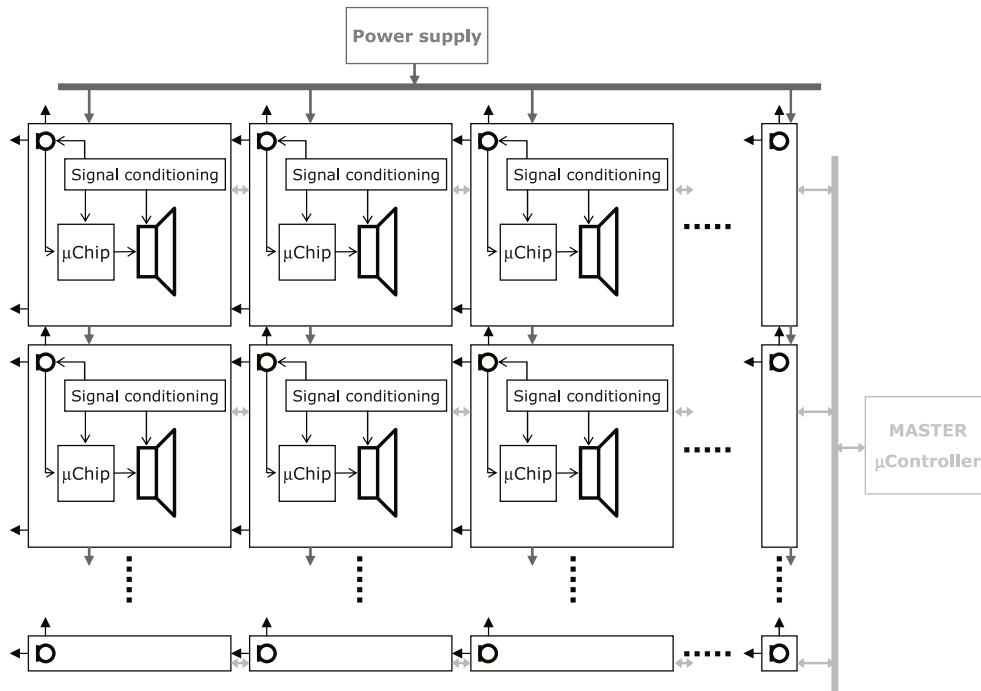 Power supply
Signal conditioning
Signal conditioning
Signal conditioning
μChip
μChip
μChip
Signal conditioning
Signal conditioning
Signal conditioning
MASTER
μController
μChip
μChip
μChip